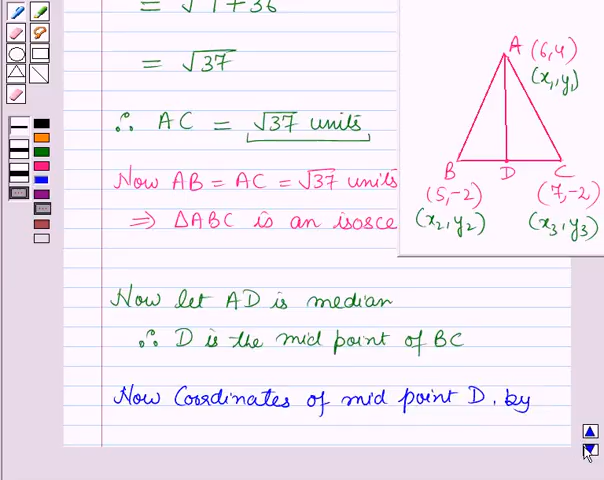 = √1+36
= √37
∴ AC = √37 units
Now AB = AC = √37 units
⇒ ΔABC is an isosce
Now let AD is median
∴ D is the mid point of BC
Now Coordinates of mid point D, by
A (6,4)
(x₁,y₁)
B D C
(5,-2) (7,-2)
(x₂,y₂) (x₃,y₃)